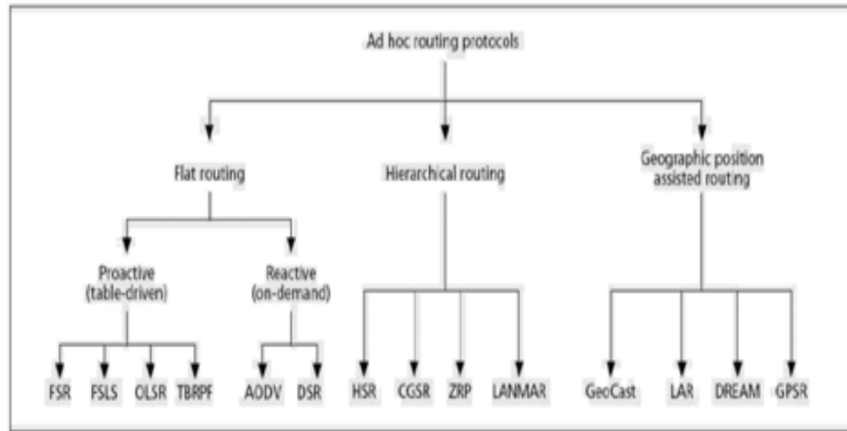 Ad hoc routing protocols
Flat routing
Hierarchical routing
Geographic position
assisted routing
Proactive
(table-driven)
Reactive
(on-demand)
FSR FSLS OLSR TBRPF AODV DSR HSR CGSR ZRP LANMAR GeoCast LAR DREAM GPSR